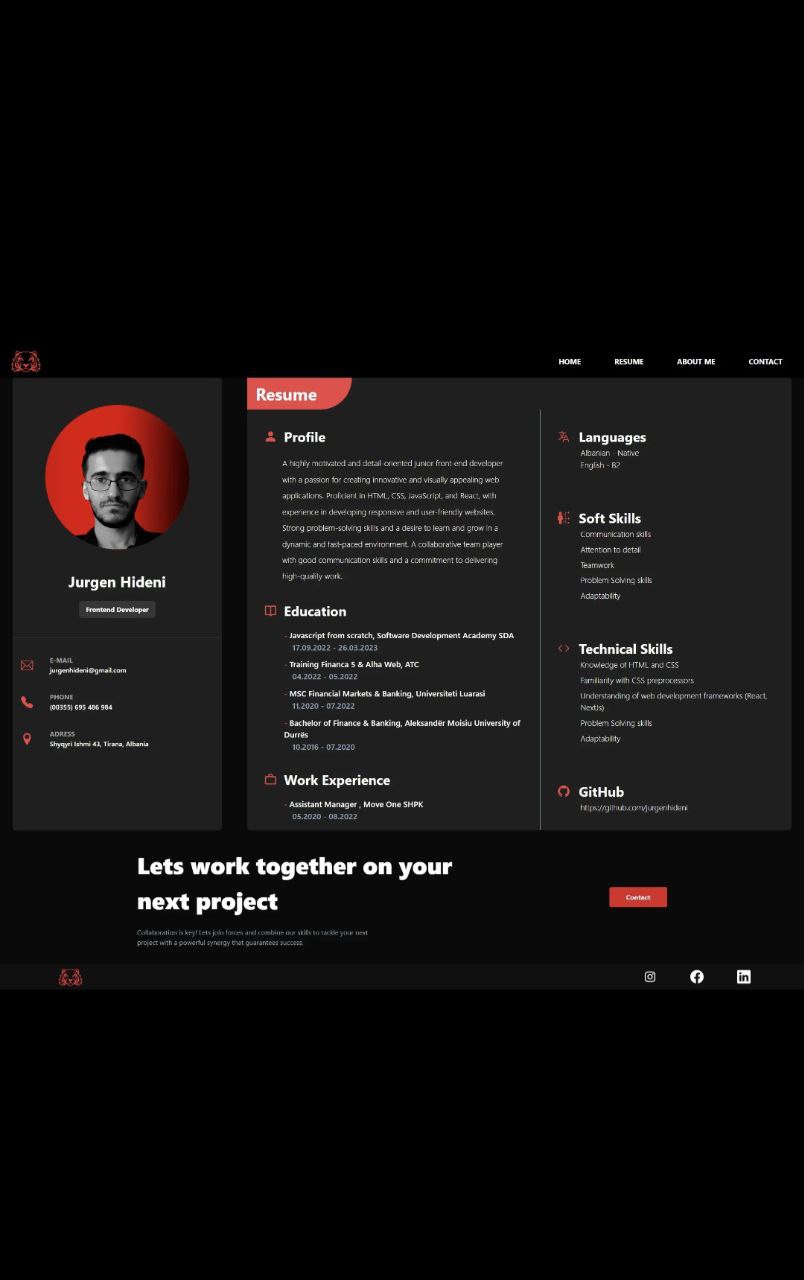 HOME RESUME ABOUT ME CONTACT
Jurgen Hideni
Frontend Developer
E-MAIL
jurgenhideni@gmail.com
PHONE
(00355) 695 486 984
ADRESS
Shyqyri Ishmi 43, Tirana, Albania
Resume
Profile
A highly motivated and detail-oriented junior front-end developer
with a passion for creating innovative and visually appealing web
applications. Proficient in HTML, CSS, JavaScript, and React, with
experience in developing responsive and user-friendly websites.
Strong problem-solving skills and a desire to learn and grow in a
dynamic and fast-paced environment. A collaborative team player
with good communication skills and a commitment to delivering
high-quality work.
Education
- Javascript from scratch, Software Development Academy SDA
17.09.2022 - 26.03.2023
- Training Financa 5 & Alha Web, ATC
04.2022 - 05.2022
- MSC Financial Markets & Banking, Universiteti Luarasi
11.2020 - 07.2022
- Bachelor of Finance & Banking, Aleksandër Moisiu University of
Durrës
10.2016 - 07.2020
Work Experience
- Assistant Manager , Move One SHPK
05.2020 - 08.2022
Languages
Albanian - Native
English - B2
Soft Skills
Communication skills
Attention to detail
Teamwork
Problem Solving skills
Adaptability
Technical Skills
Knowledge of HTML and CSS
Familiarity with CSS preprocessors
Understanding of web development frameworks (React,
NextJs)
Problem Solving skills
Adaptability
GitHub
https://github.com/jurgenhideni
Lets work together on your
next project
Collaboration is key! Lets join forces and combine our skills to tackle your next
project with a powerful synergy that guarantees success.
Contact